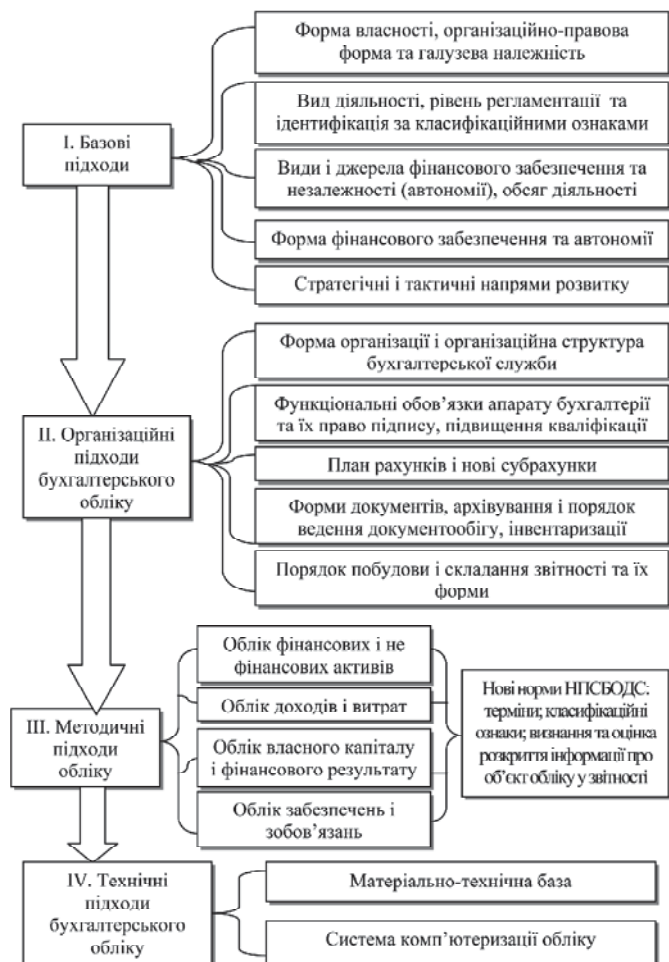 Форма власності, організаційно-правова
форма та галузева належність
І. Базові
підходи
Вид діяльності, рівень регламентації та
ідентифікація за класифікаційними ознаками
Види і джерела фінансового забезпечення та
незалежності (автономії), обсяг діяльності
Форма фінансового забезпечення та автономії
Стратегічні і тактичні напрями розвитку
ІІ. Організаційні
підходи
бухгалтерського
обліку
Форма організації і організаційна структура
бухгалтерської служби
Функціональні обов’язки апарату бухгалтерії
та їх право підпису, підвищення кваліфікації
План рахунків і нові субрахунки
Форми документів, архівування і порядок
ведення документообігу, інвентаризації
Порядок побудови і складання звітності та їх
форми
ІІІ. Методичні
підходи
обліку
Облік фінансових і не
фінансових активів
Облік доходів і витрат
Облік власного капіталу
і фінансового результату
Облік забезпечень і
зобов’язань
Нові норми НПСБОДС:
терміни; класифікаційні
ознаки; визнання та оцінка
розкриття інформації про
об’єкт обліку у звітності
IV. Технічні
підходи
бухгалтерського
обліку
Матеріально-технічна база
Система комп’ютеризації обліку